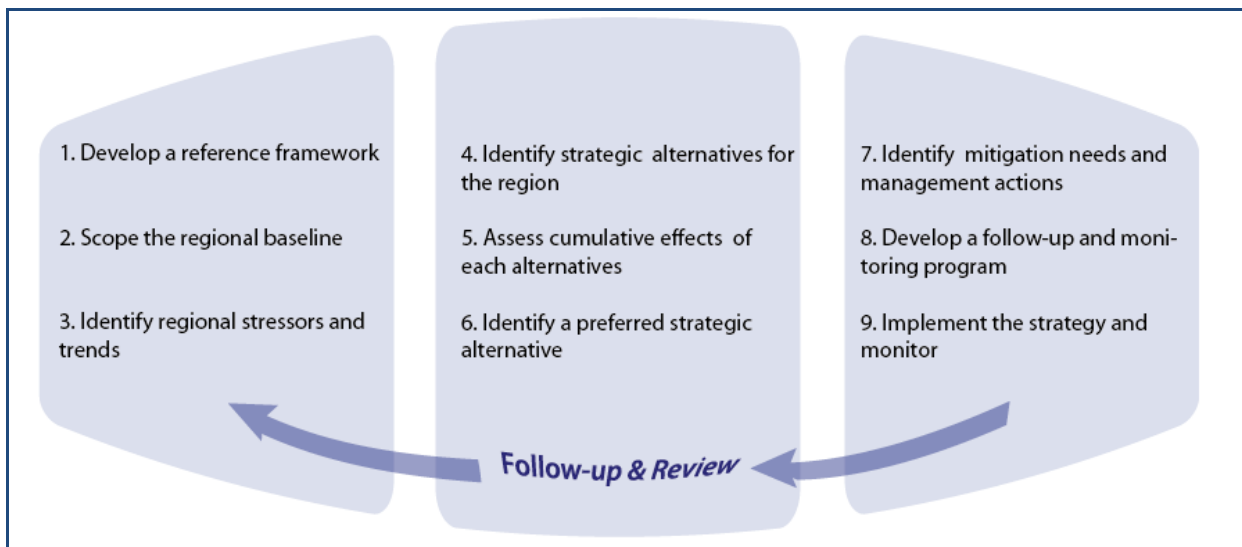 1. Develop a reference framework
2. Scope the regional baseline
3. Identify regional stressors and
trends
4. Identify strategic alternatives for
the region
5. Assess cumulative effects of
each alternatives
6. Identify a preferred strategic
alternative
7. Identify mitigation needs and
management actions
8. Develop a follow-up and moni-
toring program
9. Implement the strategy and
monitor
Follow-up & Review